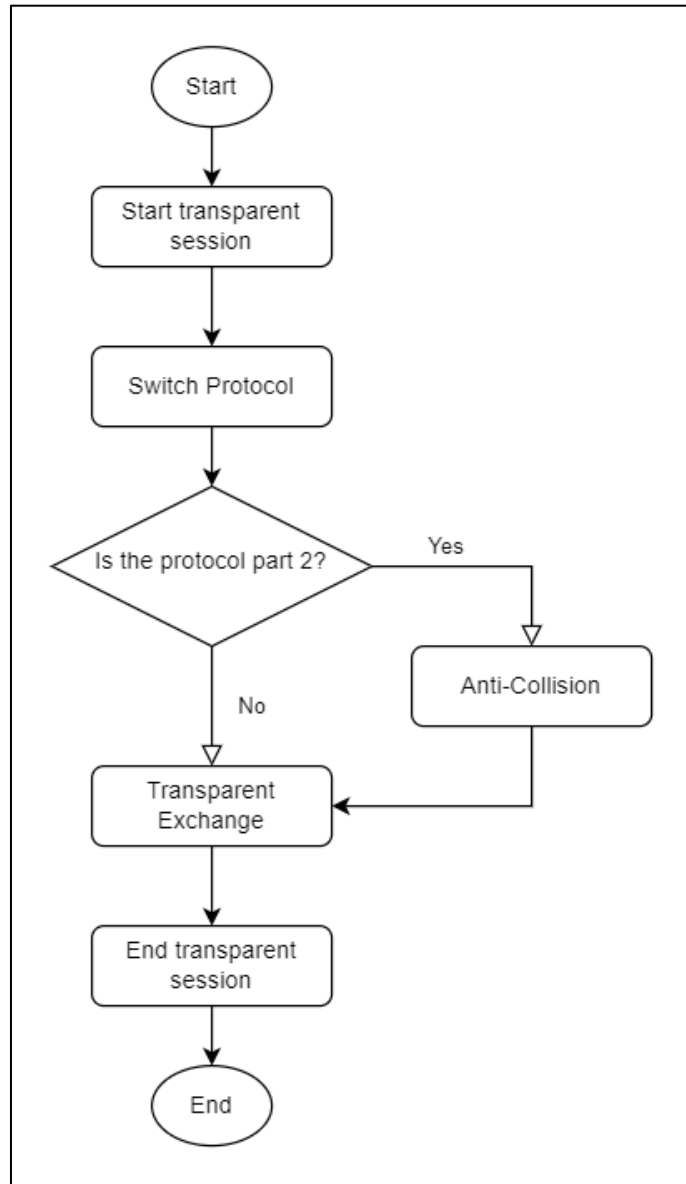 Start
Start transparent
session
Switch Protocol
Is the protocol part 2?
Yes
Anti-Collision
No
Transparent
Exchange
End transparent
session
End